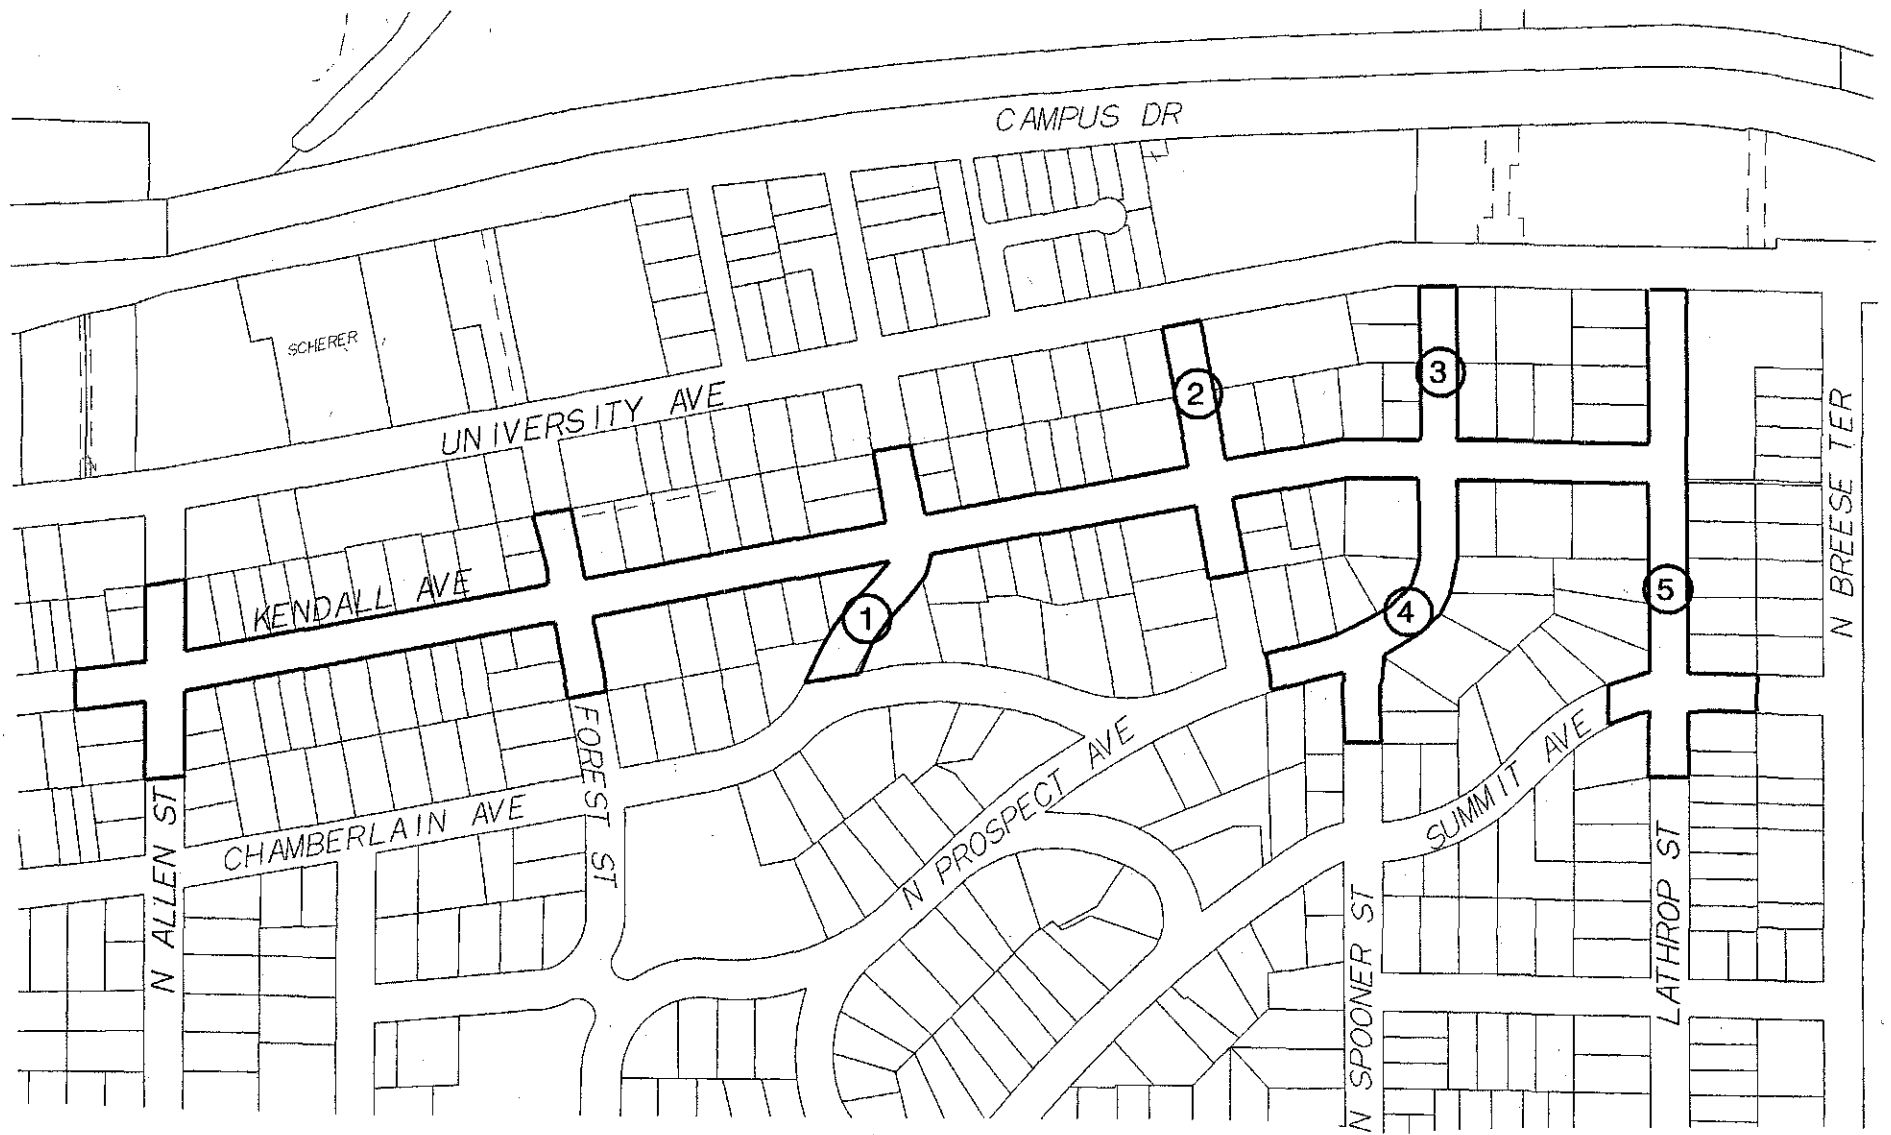 CAMPUS DR
SCHERER
UNIVERSITY AVE
2
3
N BREESE TER
KENDALL AVE
1
4
5
FOREST ST
N PROSPECT AVE
SUMMIT AVE
CHAMBERLAIN AVE
N ALLEN ST
N SPOONER ST
LATHROP ST